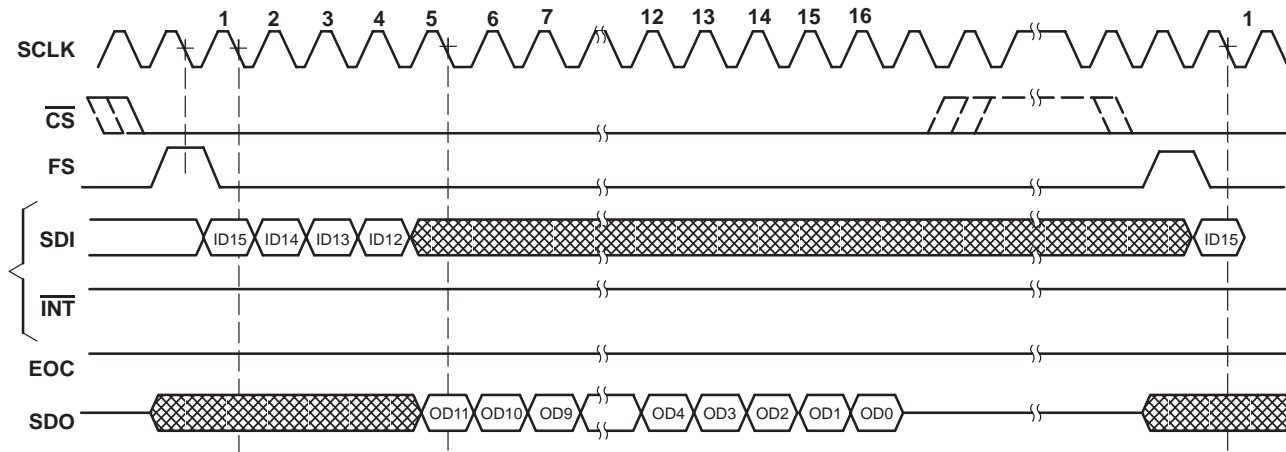 1 2 3 4 5 6 7 12 13 14 15 16 1
SCLK
CS
FS
SDI ID15 ID14 ID13 ID12 ID15
INT
EOC
SDO OD11 OD10 OD9 OD4 OD3 OD2 OD1 OD0